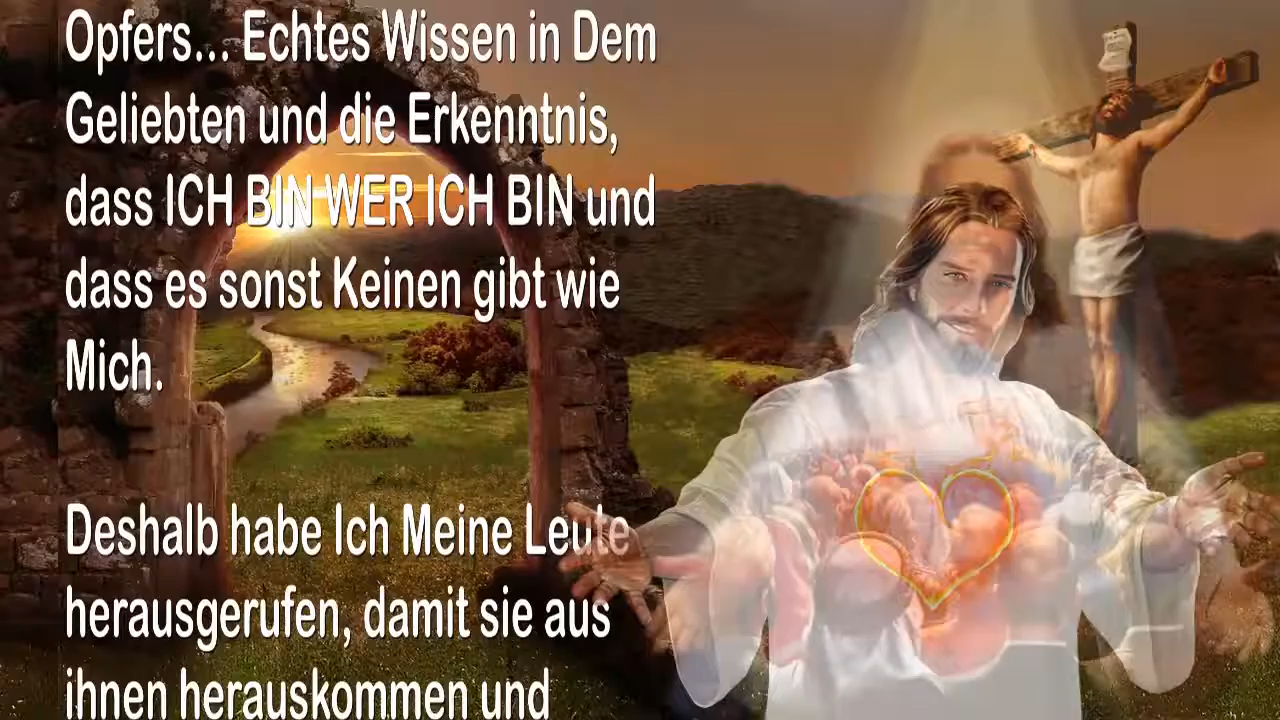 Opfers... Echtes Wissen in Dem
Geliebten und die Erkenntnis,
dass ICH BIN WER ICH BIN und
dass es sonst Keinen gibt wie
Mich.
Deshalb habe Ich Meine Leute
herausgerufen, damit sie aus
ihnen herauskommen und